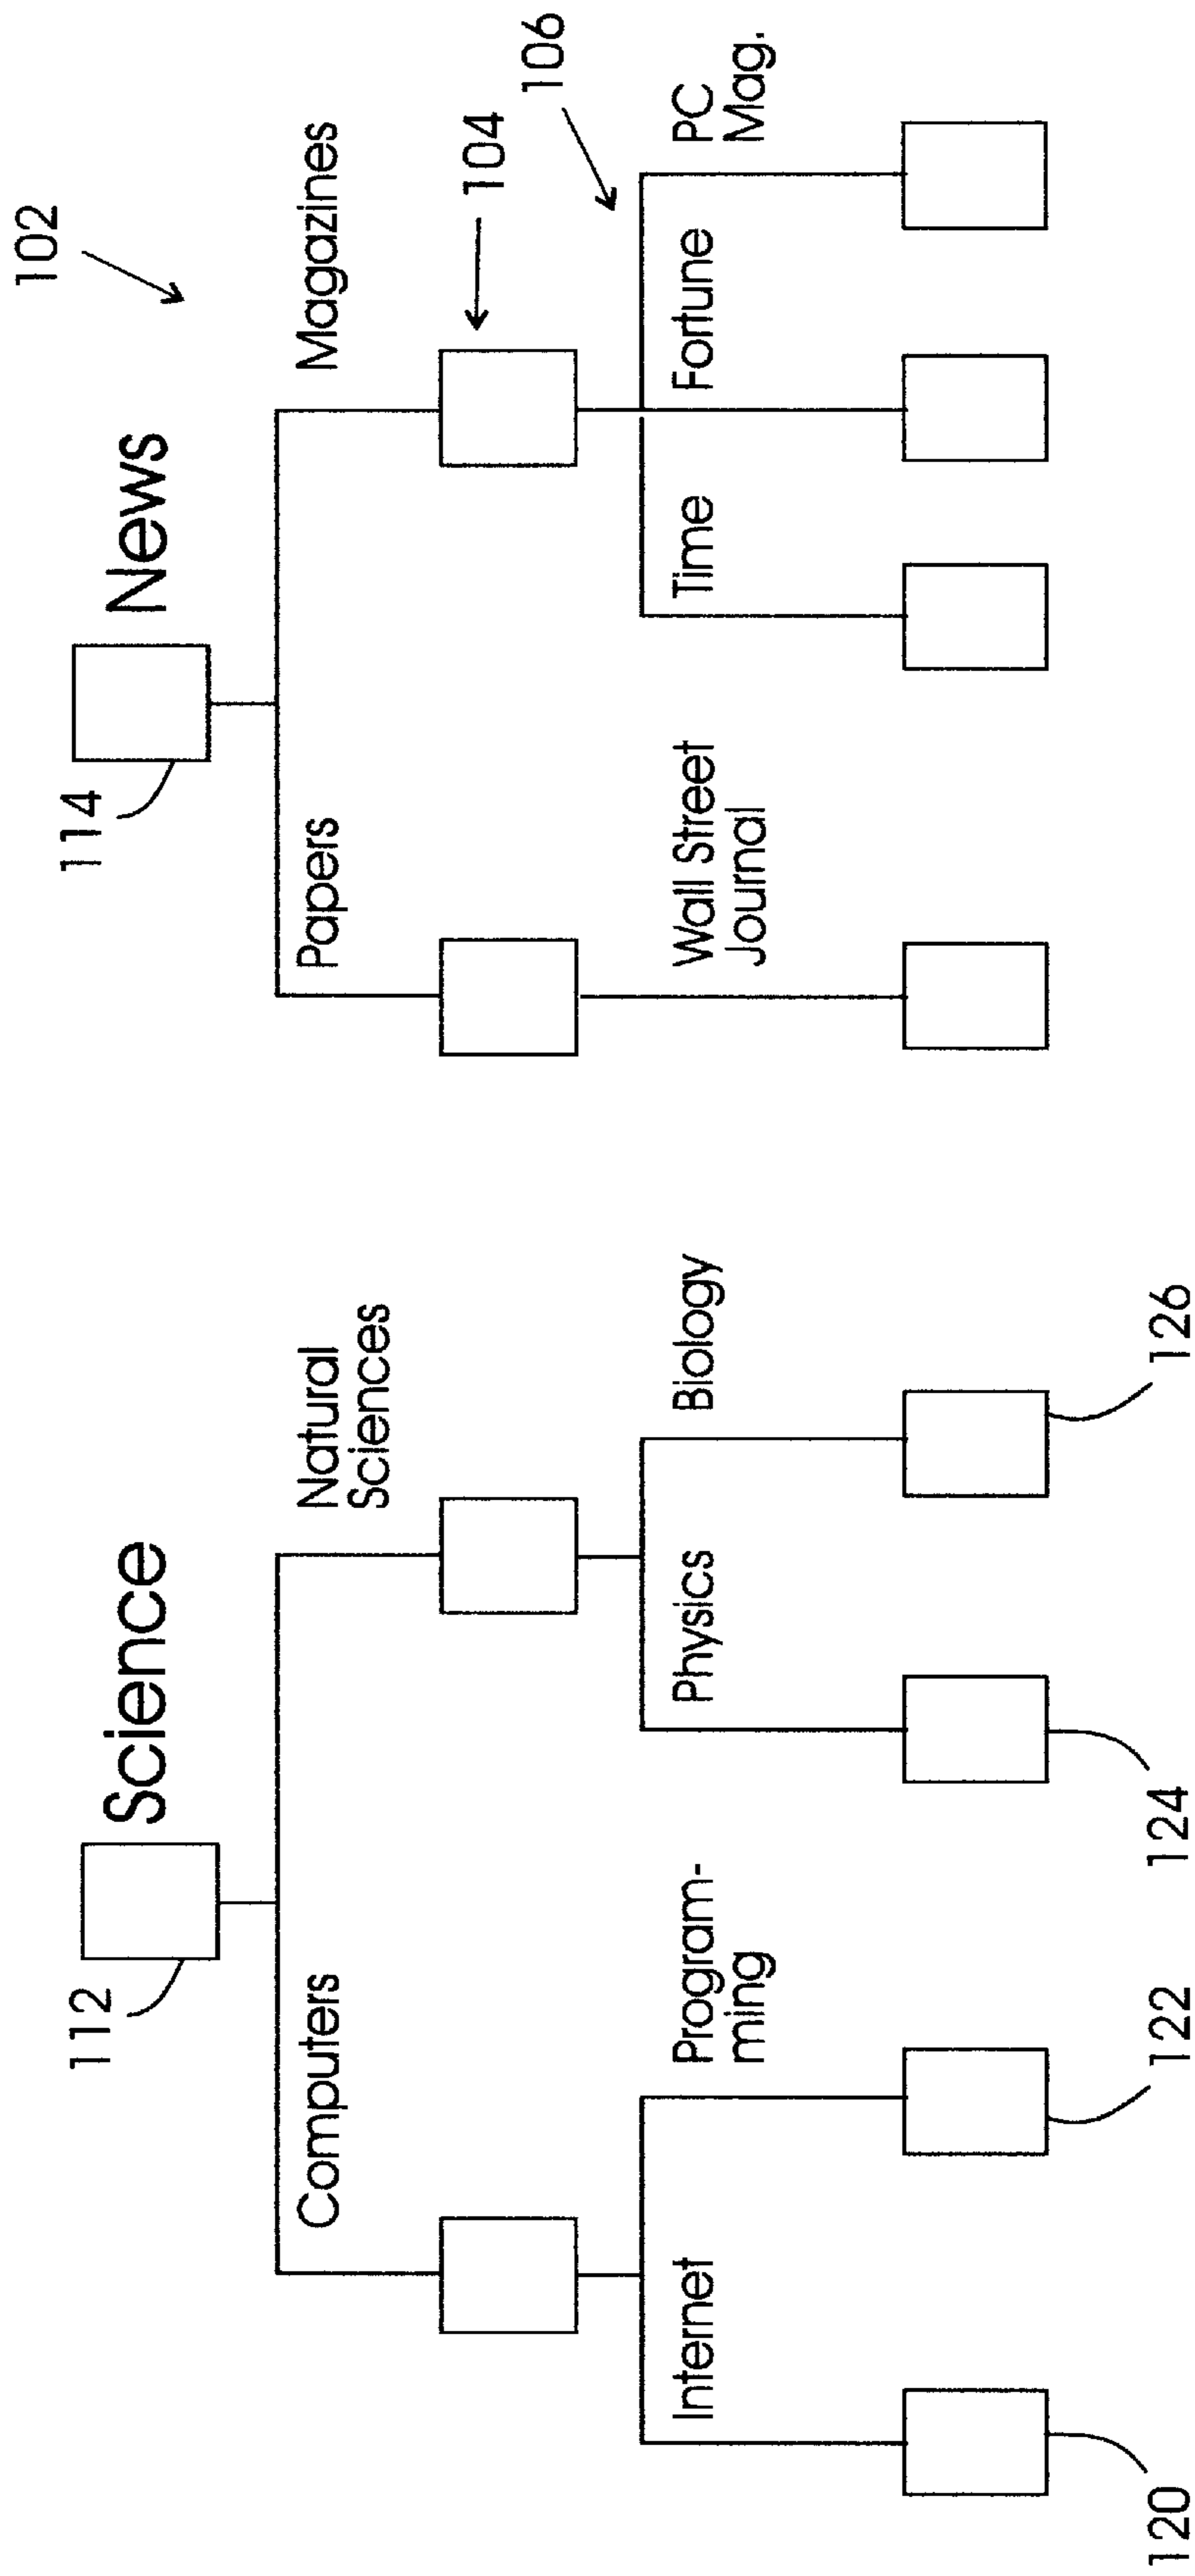 102
114
News
112
Science
Papers
Magazines
Computers
Natural
Sciences
104
106
Internet
Program-
ming
Physics
Biology
Wall Street
Journal
Time
Fortune
PC
Mag.
120
122
124
126